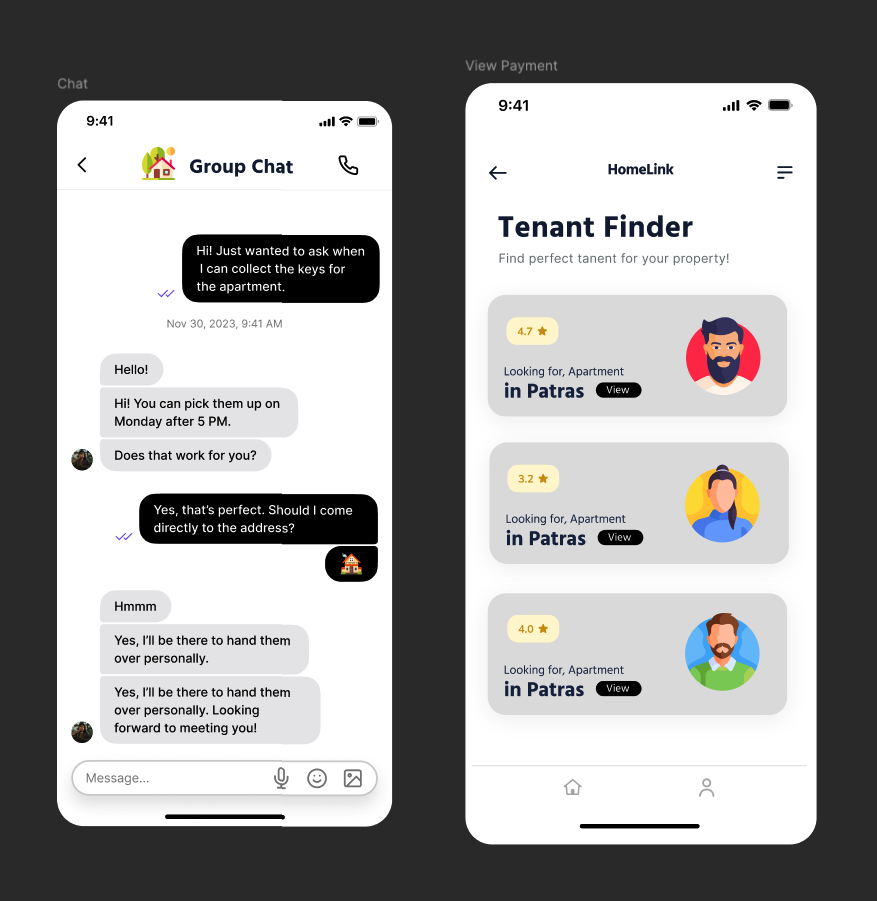 Chat
9:41
Group Chat
Hi! Just wanted to ask when
I can collect the keys for
the apartment.
Nov 30, 2023, 9:41 AM
Hello!
Hi! You can pick them up on
Monday after 5 PM.
Does that work for you?
Yes, that's perfect. Should I come
directly to the address?
Hmmm
Yes, I'll be there to hand them
over personally.
Yes, I'll be there to hand them
over personally. Looking
forward to meeting you!
Message...
View Payment
9:41
HomeLink
Tenant Finder
Find perfect tanent for your property!
4.7
Looking for, Apartment
in Patras View
3.2
Looking for, Apartment
in Patras View
4.0
Looking for, Apartment
in Patras View